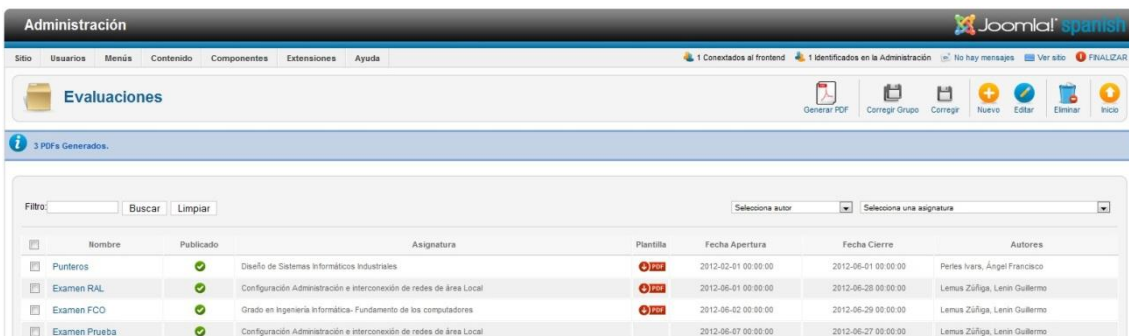 Administración
Joomla!® spanish
Sitio Usuarios Menús Contenido Componentes Extensiones Ayuda
1 Conectados al frontend 1 Identificados en la Administración No hay mensajes Ver sitio FINALIZAR
Evaluaciones
Generar PDF Corregir Grupo Corregir Nuevo Editar Eliminar Inicio
3 PDFs Generados.
Filtro: Buscar Limpiar Selecciona autor Selecciona una asignatura
Nombre Publicado Asignatura Plantilla Fecha Apertura Fecha Cierre Autores
Punteros Diseño de Sistemas Informáticos Industriales PDF 2012-02-01 00:00:00 2012-06-01 00:00:00 Perles Ivars, Ángel Francisco
Examen RAL Configuración Administración e interconexión de redes de área Local PDF 2012-06-01 00:00:00 2012-06-28 00:00:00 Lemus Zúñiga, Lenin Guillermo
Examen FCO Grado en Ingeniería Informática- Fundamento de los computadores PDF 2012-06-02 00:00:00 2012-06-29 00:00:00 Lemus Zúñiga, Lenin Guillermo
Examen Prueba Configuración Administración e interconexión de redes de área Local 2012-06-07 00:00:00 2012-06-27 00:00:00 Lemus Zúñiga, Lenin Guillermo